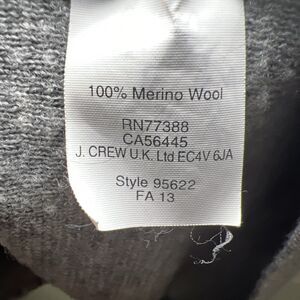 100% Merino Wool
RN77388
CA56445
J. CREW U.K. Ltd EC4V 6JA
Style 95622
FA 13